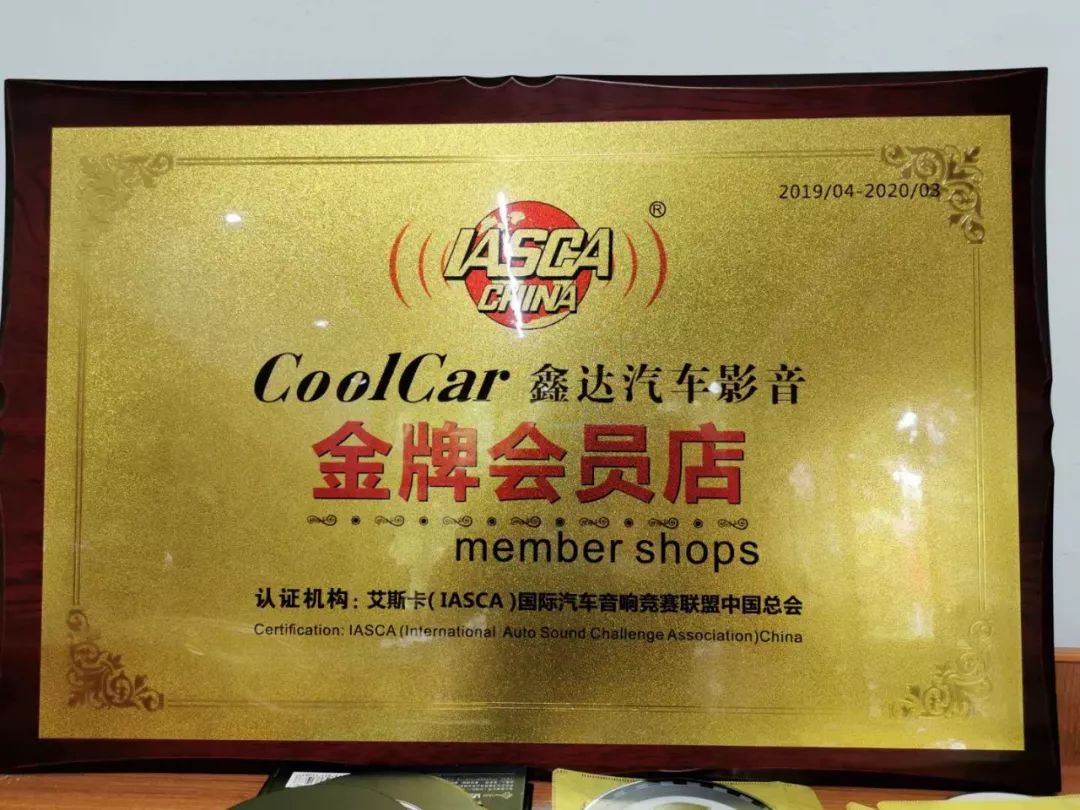 2019/04-2020/03
IASCA ®
CHINA
CoolCar 鑫达汽车影音
金牌会员店
member shops
认证机构：艾斯卡(IASCA)国际汽车音响竞赛联盟中国总会
Certification: IASCA(International Auto Sound Challenge Association)China